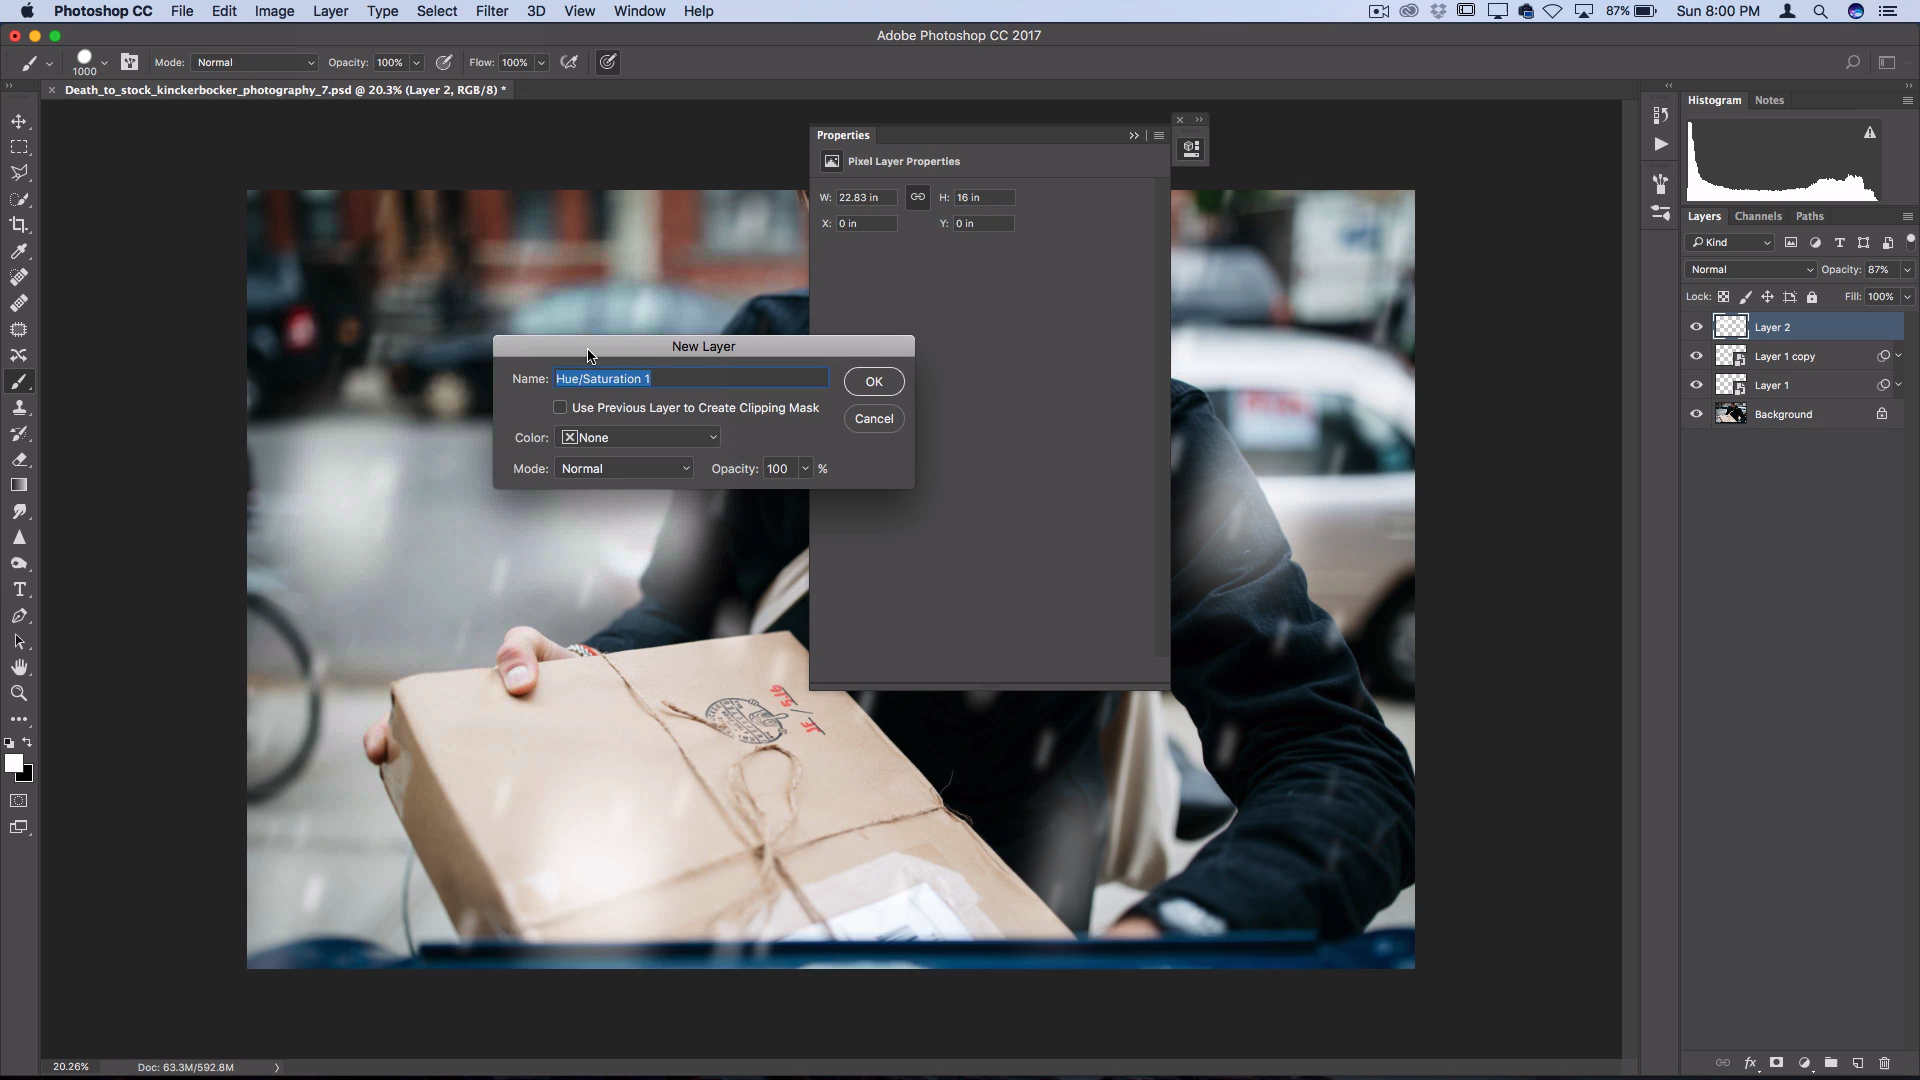 Photoshop CC File Edit Image Layer Type Select Filter 3D View Window Help 87% Sun 8:00 PM
Adobe Photoshop CC 2017
1000 Mode: Normal Opacity: 100% Flow: 100%
Death_to_stock_kinckerbocker_photography_7.psd @ 20.3% (Layer 2, RGB/8) *
Histogram Notes
Properties
Pixel Layer Properties
W: 22.83 in H: 16 in
X: 0 in Y: 0 in
Layers Channels Paths
Kind
Normal Opacity: 87%
Lock: Fill: 100%
Layer 2
Layer 1 copy
Layer 1
Background
New Layer
Name: Hue/Saturation 1 OK
Use Previous Layer to Create Clipping Mask
Cancel
Color: None
Mode: Normal Opacity: 100 %
JF / 5.16
20.26% Doc: 63.3M/592.8M